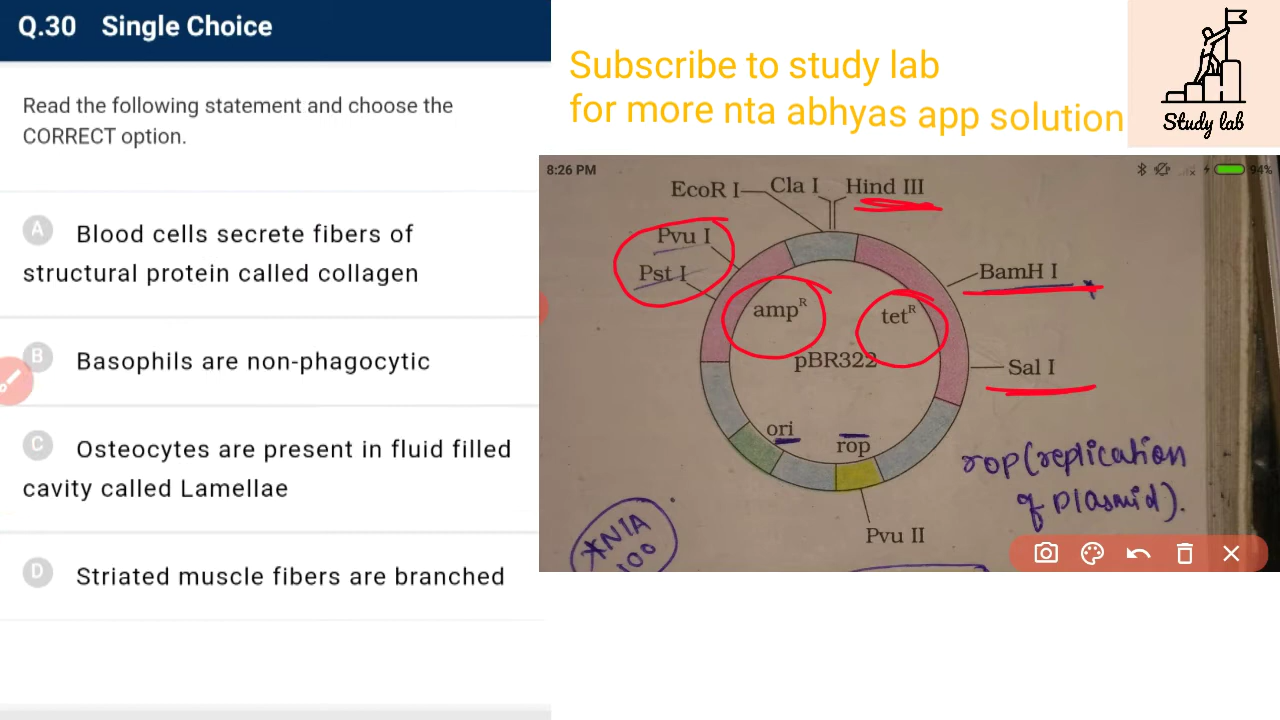 Q.30 Single Choice
Read the following statement and choose the
CORRECT option.
A Blood cells secrete fibers of
structural protein called collagen
B Basophils are non-phagocytic
C Osteocytes are present in fluid filled
cavity called Lamellae
D Striated muscle fibers are branched
Subscribe to study lab
for more nta abhyas app solution
Study lab
8:26 PM
94%
EcoR I
Cla I
Hind III
Pvu I
Pst I
BamH I
amp^R
tet^R
pBR322
Sal I
ori
rop
rop (replication
of plasmid).
Pvu II
*NTA
100